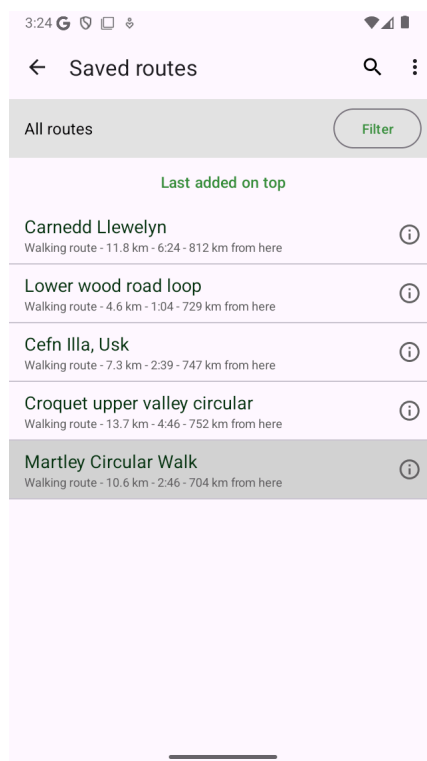 3:24
Saved routes
All routes
Filter
Last added on top
Carnedd Llewelyn
Walking route - 11.8 km - 6:24 - 812 km from here
Lower wood road loop
Walking route - 4.6 km - 1:04 - 729 km from here
Cefn Illa, Usk
Walking route - 7.3 km - 2:39 - 747 km from here
Croquet upper valley circular
Walking route - 13.7 km - 4:46 - 752 km from here
Martley Circular Walk
Walking route - 10.6 km - 2:46 - 704 km from here